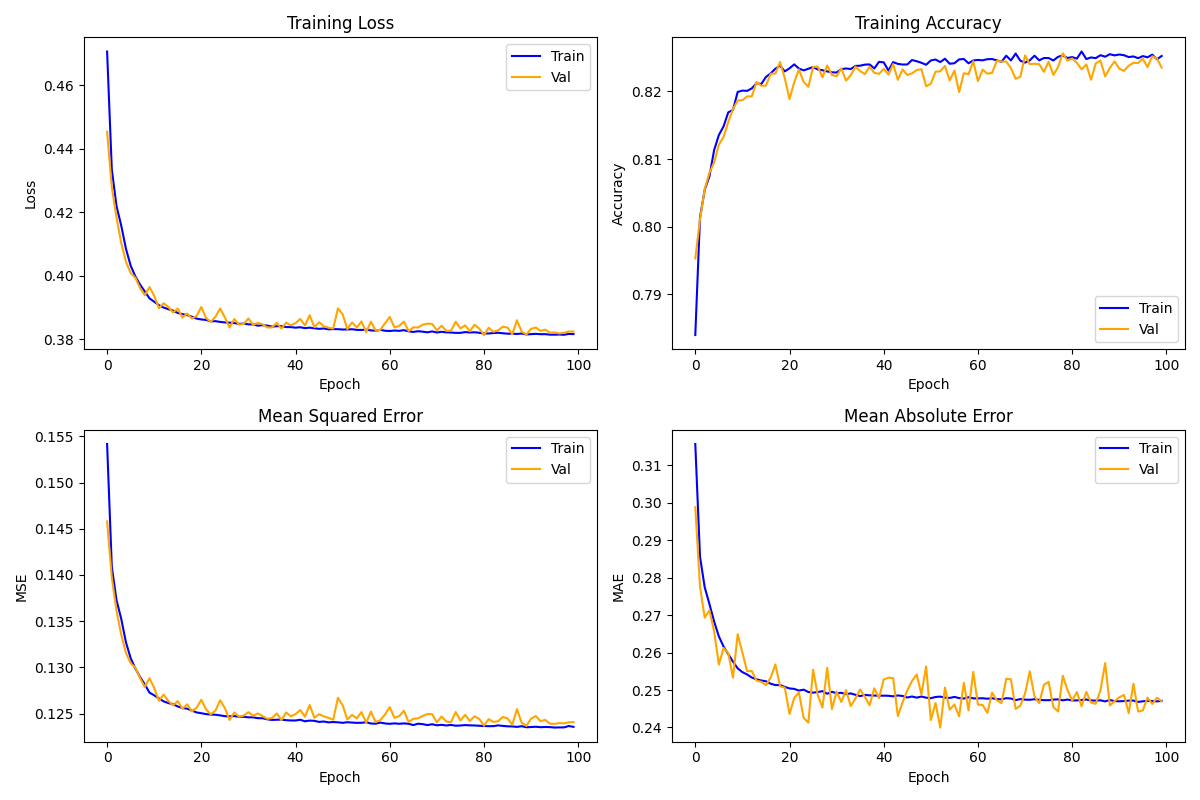 Training Loss
Loss
0.46
0.44
0.42
0.40
0.38
0 20 40 60 80 100
Epoch
Train
Val
Training Accuracy
Accuracy
0.82
0.81
0.80
0.79
0 20 40 60 80 100
Epoch
Train
Val
Mean Squared Error
MSE
0.155
0.150
0.145
0.140
0.135
0.130
0.125
0 20 40 60 80 100
Epoch
Train
Val
Mean Absolute Error
MAE
0.31
0.30
0.29
0.28
0.27
0.26
0.25
0.24
0 20 40 60 80 100
Epoch
Train
Val